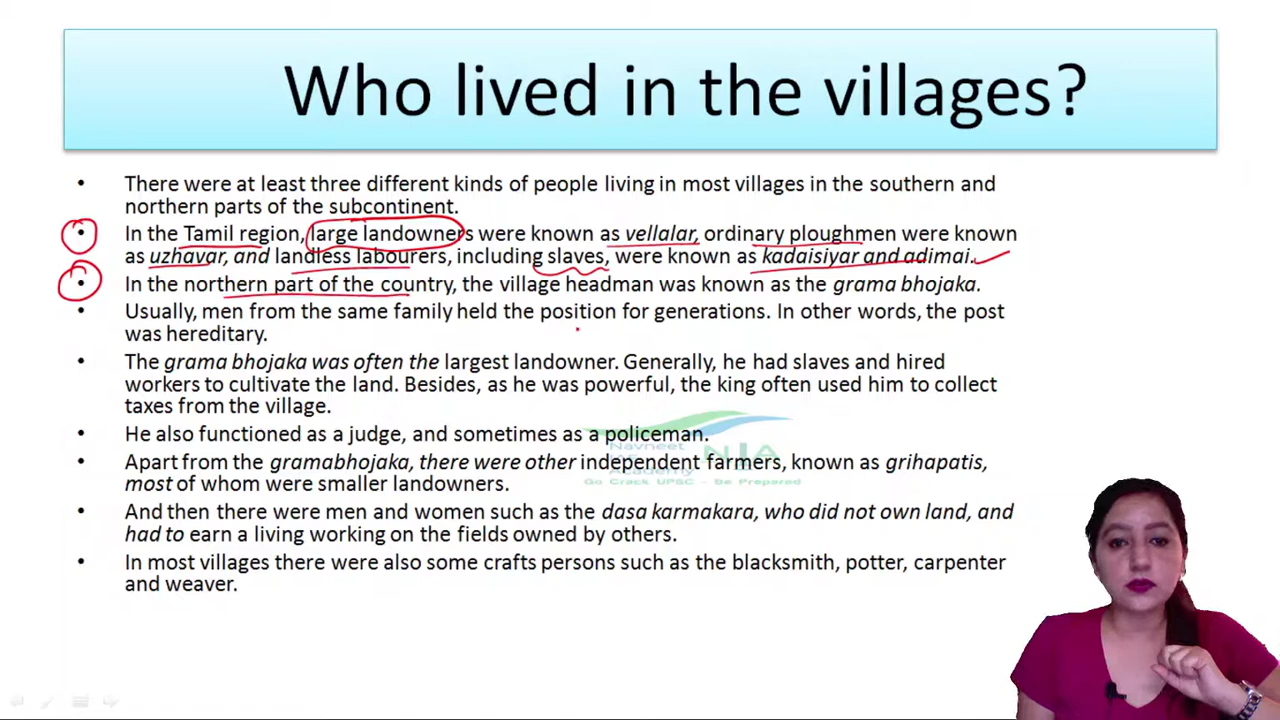 Who lived in the villages?
• There were at least three different kinds of people living in most villages in the southern and
northern parts of the subcontinent.
• In the Tamil region, large landowners were known as vellalar, ordinary ploughmen were known
as uzhavar, and landless labourers, including slaves, were known as kadaisiyar and adimai.
• In the northern part of the country, the village headman was known as the grama bhojaka.
• Usually, men from the same family held the position for generations. In other words, the post
was hereditary.
• The grama bhojaka was often the largest landowner. Generally, he had slaves and hired
workers to cultivate the land. Besides, as he was powerful, the king often used him to collect
taxes from the village.
• He also functioned as a judge, and sometimes as a policeman.
• Apart from the gramabhojaka, there were other independent farmers, known as grihapatis,
most of whom were smaller landowners.
• And then there were men and women such as the dasa karmakara, who did not own land, and
had to earn a living working on the fields owned by others.
• In most villages there were also some crafts persons such as the blacksmith, potter, carpenter
and weaver.
Navneet
Academy
Go Crack UPSC - be Prepared